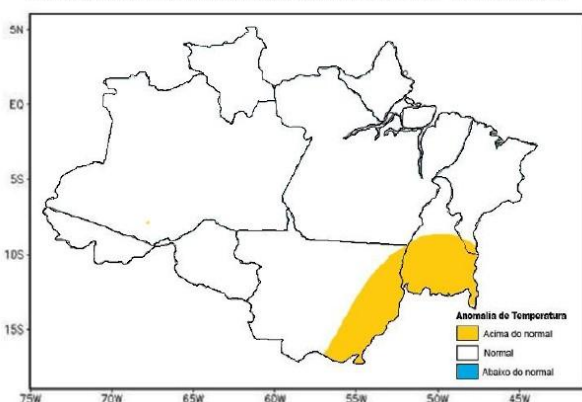 5N
EQ
5S
10S
15S
75W 70W 65W 60W 55W 50W 45W
Anomalia de Temperatura
Acima do normal
Normal
Abaixo do normal